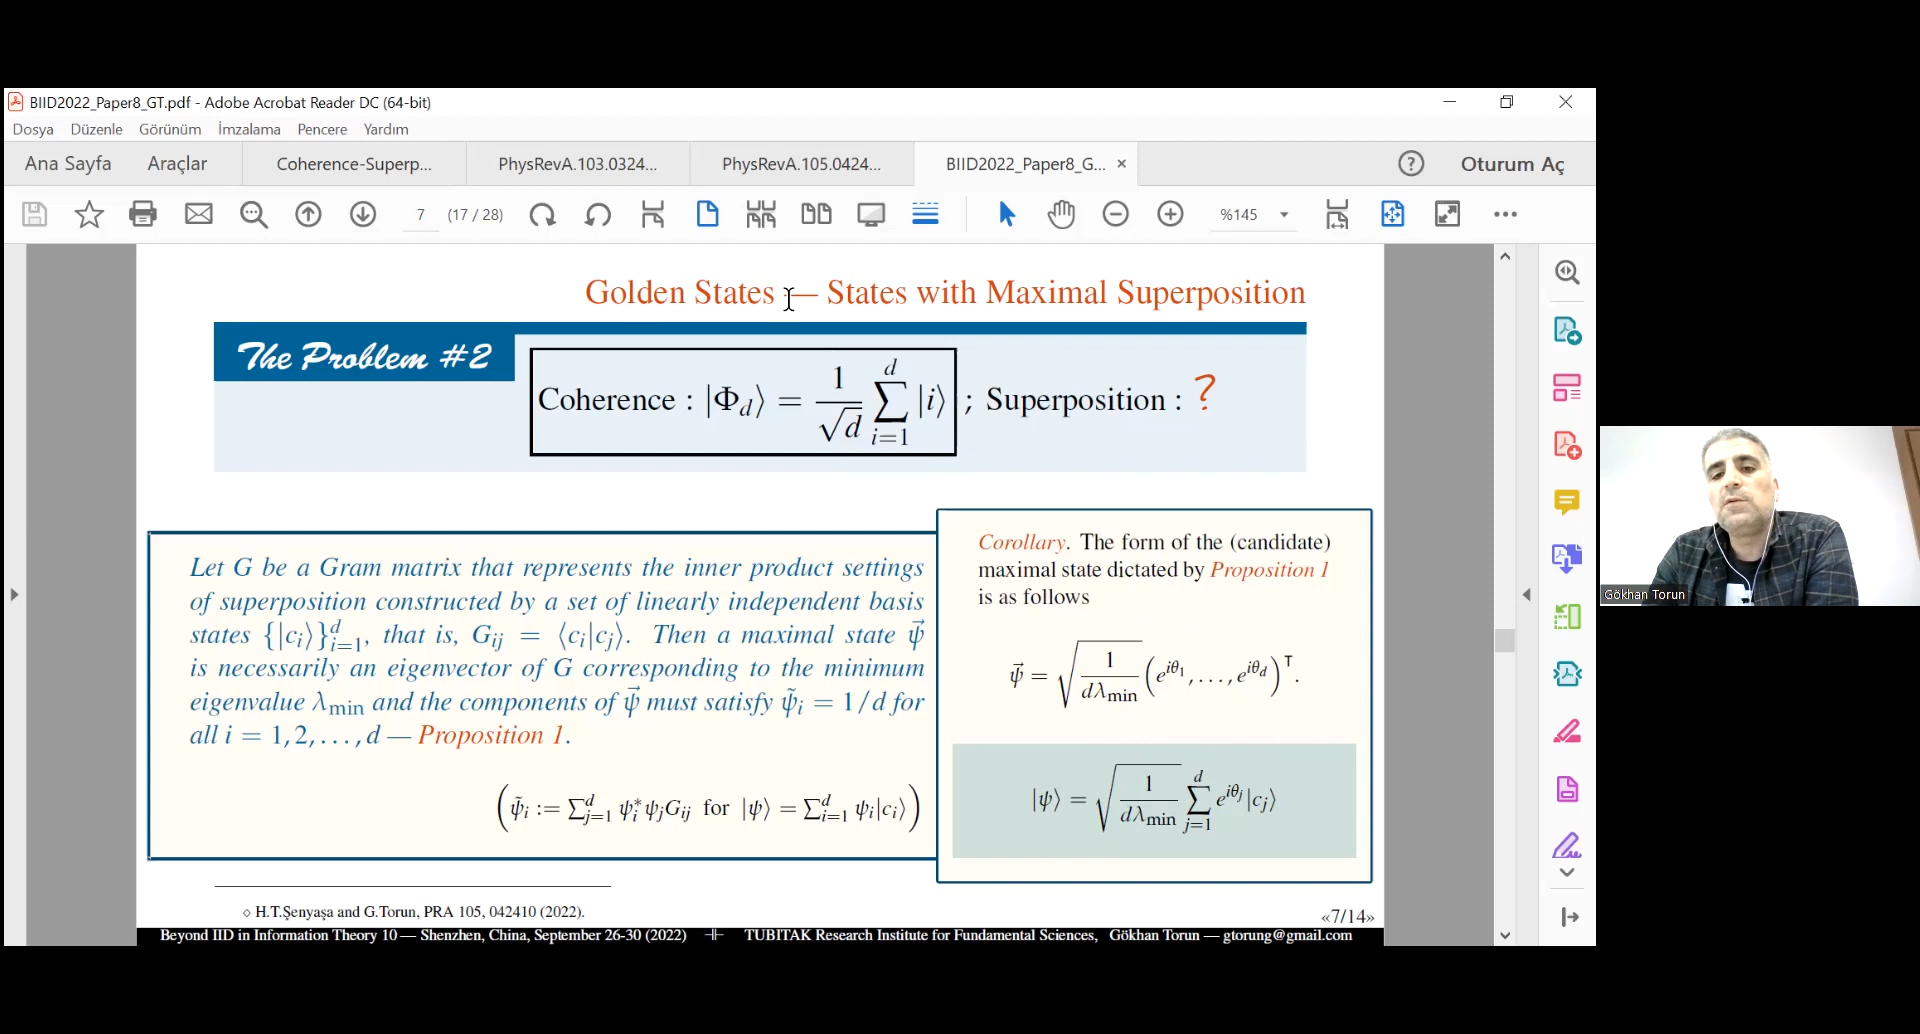 BIID2022_Paper8_GT.pdf - Adobe Acrobat Reader DC (64-bit)
Dosya Düzenle Görünüm İmzalama Pencere Yardım
Ana Sayfa Araçlar Coherence-Superp... PhysRevA.103.0324... PhysRevA.105.0424... BIID2022_Paper8_G... × ? Oturum Aç
7 (17 / 28) %145
Golden States — States with Maximal Superposition
The Problem #2
Coherence : |Φ_d⟩ = 1/√d ∑_{i=1}^{d} |i⟩ ; Superposition : ?
Let G be a Gram matrix that represents the inner product settings
of superposition constructed by a set of linearly independent basis
states {|c_i⟩}_{i=1}^{d}, that is, G_{ij} = ⟨c_i|c_j⟩. Then a maximal state ψ⃗
is necessarily an eigenvector of G corresponding to the minimum
eigenvalue λ_min and the components of ψ⃗ must satisfy ψ̃_i = 1/d for
all i = 1, 2, . . . , d — Proposition 1.
(ψ̃_i := ∑_{j=1}^{d} ψ_i^* ψ_j G_{ij} for |ψ⟩ = ∑_{i=1}^{d} ψ_i|c_i⟩)
Corollary. The form of the (candidate)
maximal state dictated by Proposition 1
is as follows
ψ⃗ = √(1/(dλ_min)) (e^{iθ_1}, . . . , e^{iθ_d})^⊤.
|ψ⟩ = √(1/(dλ_min)) ∑_{j=1}^{d} e^{iθ_j}|c_j⟩
⋄ H.T.Şenyaşa and G.Torun, PRA 105, 042410 (2022).
«7/14»
Beyond IID in Information Theory 10 — Shenzhen, China, September 26-30 (2022) ⊣⊢ TUBITAK Research Institute for Fundamental Sciences, Gökhan Torun — gtorung@gmail.com
Gökhan Torun